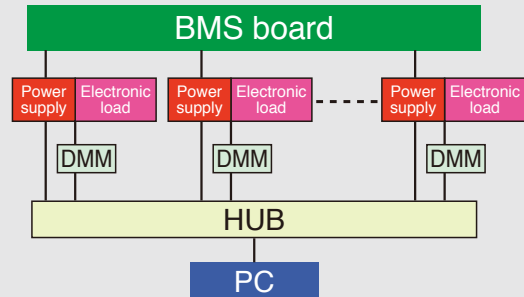 BMS board
Power supply
Electronic load
Power supply
Electronic load
Power supply
Electronic load
DMM
DMM
DMM
HUB
PC